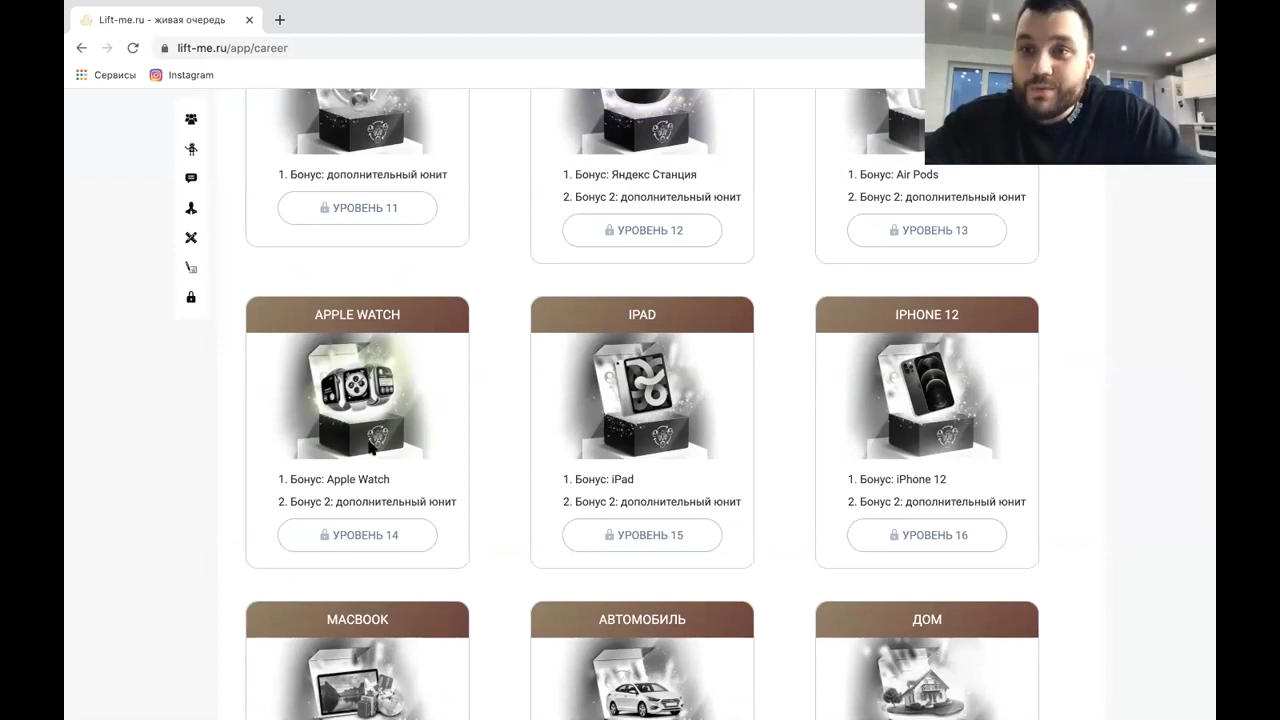 Lift-me.ru - живая очередь
lift-me.ru/app/career
Сервисы
Instagram
1. Бонус: дополнительный юнит
УРОВЕНЬ 11
1. Бонус: Яндекс Станция
2. Бонус 2: дополнительный юнит
УРОВЕНЬ 12
1. Бонус: Air Pods
2. Бонус 2: дополнительный юнит
УРОВЕНЬ 13
APPLE WATCH
1. Бонус: Apple Watch
2. Бонус 2: дополнительный юнит
УРОВЕНЬ 14
IPAD
1. Бонус: iPad
2. Бонус 2: дополнительный юнит
УРОВЕНЬ 15
IPHONE 12
1. Бонус: iPhone 12
2. Бонус 2: дополнительный юнит
УРОВЕНЬ 16
MACBOOK
АВТОМОБИЛЬ
ДОМ